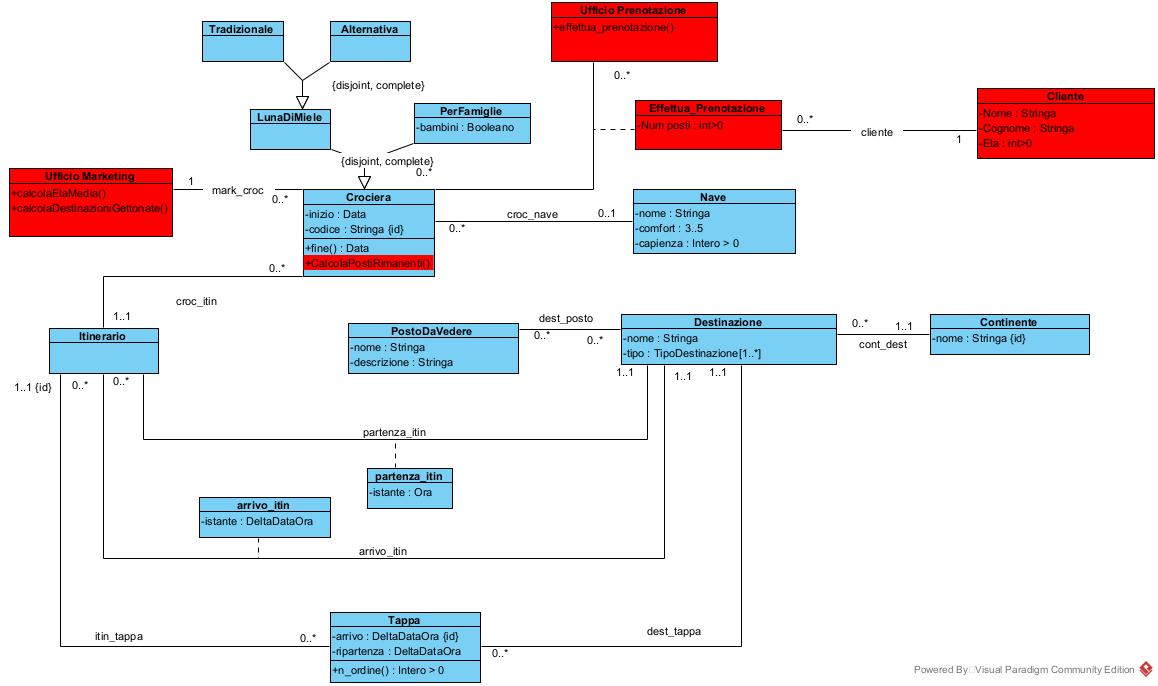 Ufficio Prenotazione
+effettua_prenotazione()
0..*
Tradizionale
Alternativa
{disjoint, complete}
LunaDiMiele
PerFamiglie
-bambini : Booleano
{disjoint, complete}
0..*
Effettua_Prenotazione
-Num posti : int>0
0..*
cliente
1
Cliente
-Nome : Stringa
-Cognome : Stringa
-Eta : int>0
Ufficio Marketing
+calcolaEtaMedia()
+calcolaDestinazioniGettonate()
1
mark_croc
0..*
Crociera
-inizio : Data
-codice : Stringa {id}
+fine() : Data
+CalcolaPostiRimanenti()
0..*
croc_nave
0..1
Nave
-nome : Stringa
-comfort : 3..5
-capienza : Intero > 0
0..*
croc_itin
1..1
Itinerario
PostoDaVedere
-nome : Stringa
-descrizione : Stringa
dest_posto
0..*
0..*
Destinazione
-nome : Stringa
-tipo : TipoDestinazione[1..*]
0..*
1..1
cont_dest
Continente
-nome : Stringa {id}
1..1 {id}
0..*
0..*
1..1
1..1
1..1
partenza_itin
partenza_itin
-istante : Ora
arrivo_itin
-istante : DeltaDataOra
arrivo_itin
itin_tappa
0..*
Tappa
-arrivo : DeltaDataOra {id}
-ripartenza : DeltaDataOra
+n_ordine() : Intero > 0
0..*
dest_tappa
Powered By Visual Paradigm Community Edition